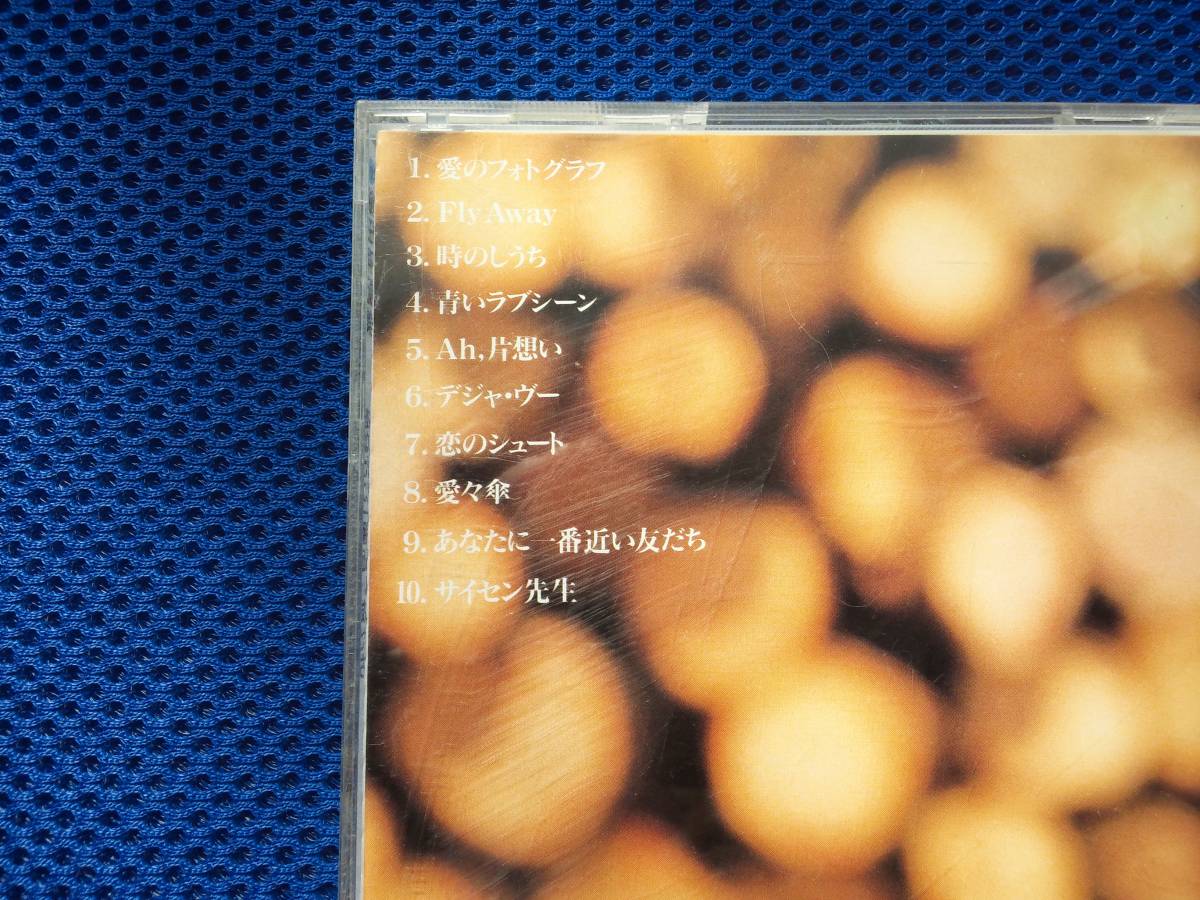 1. 愛のフォトグラフ
2. Fly Away
3. 時のしうち
4. 青いラブシーン
5. Ah,片想い
6. デジャ・ヴー
7. 恋のシュート
8. 愛々傘
9. あなたに一番近い友だち
10. サイセン先生